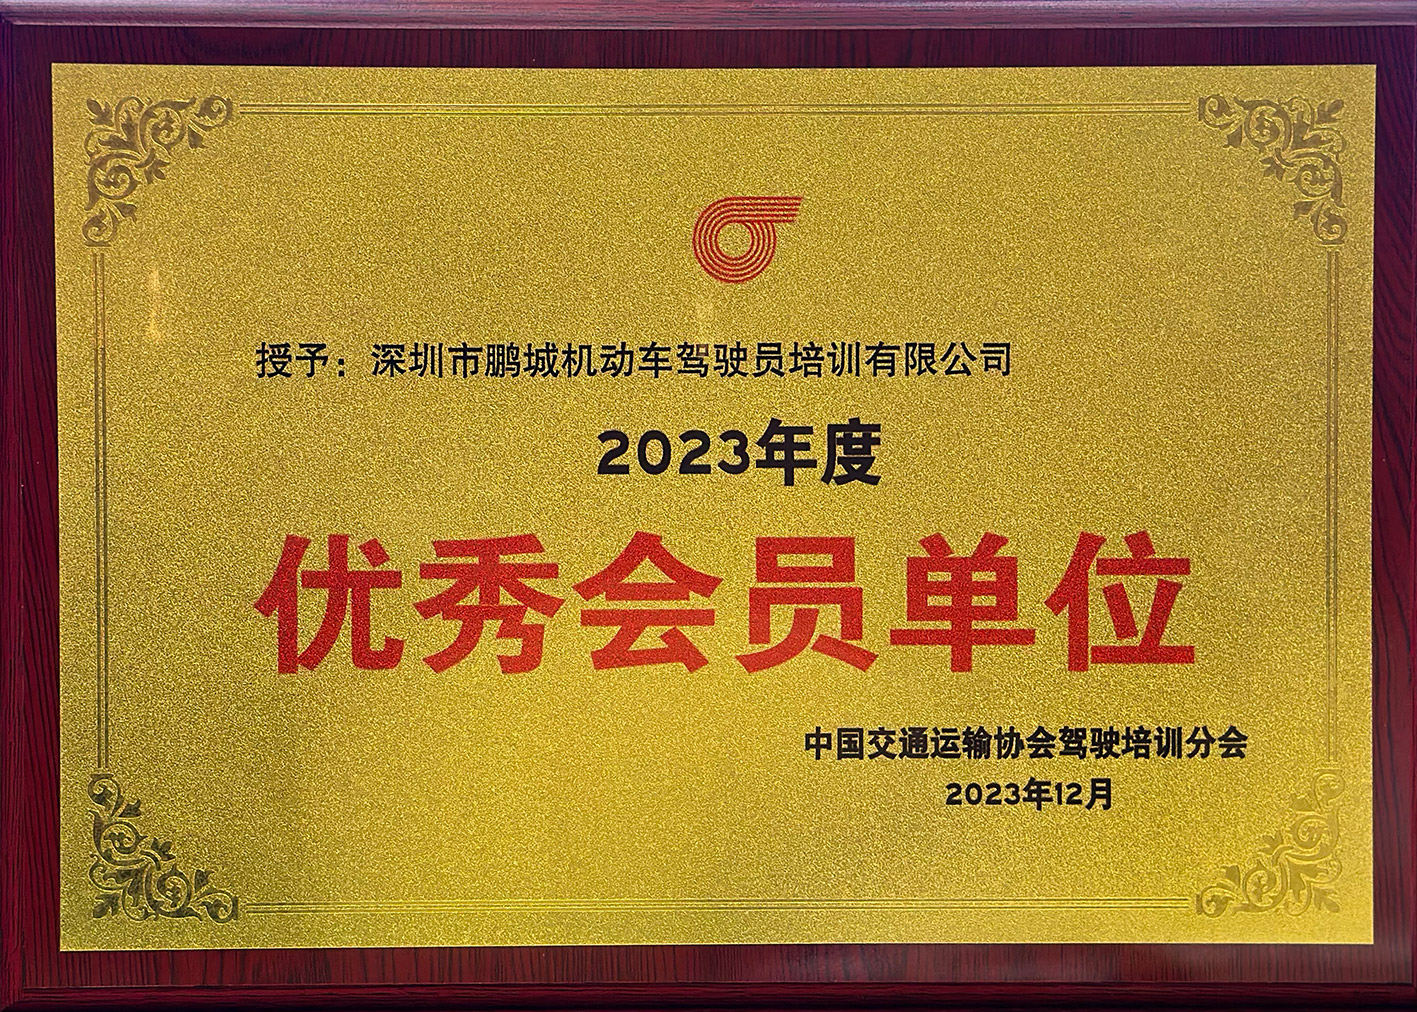 授予：深圳市鹏城机动车驾驶员培训有限公司
2023年度
优秀会员单位
中国交通运输协会驾驶培训分会
2023年12月